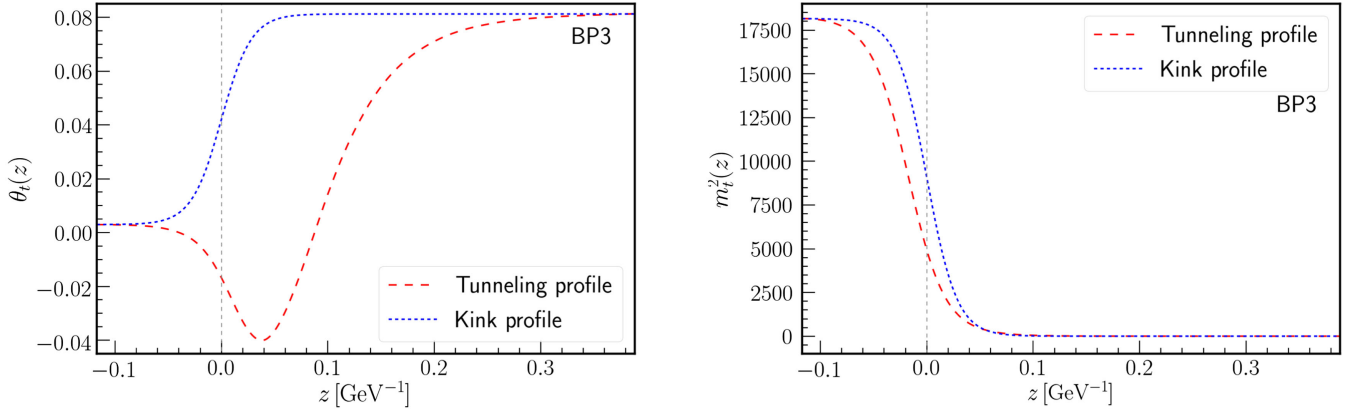 0.08
0.06
0.04
0.02
0.00
−0.02
−0.04
θt(z)
BP3
Tunneling profile
Kink profile
−0.1
0.0
0.1
0.2
0.3
z [GeV⁻¹]
17500
15000
12500
10000
7500
5000
2500
0
m²t(z)
Tunneling profile
Kink profile
BP3
−0.1
0.0
0.1
0.2
0.3
z [GeV⁻¹]